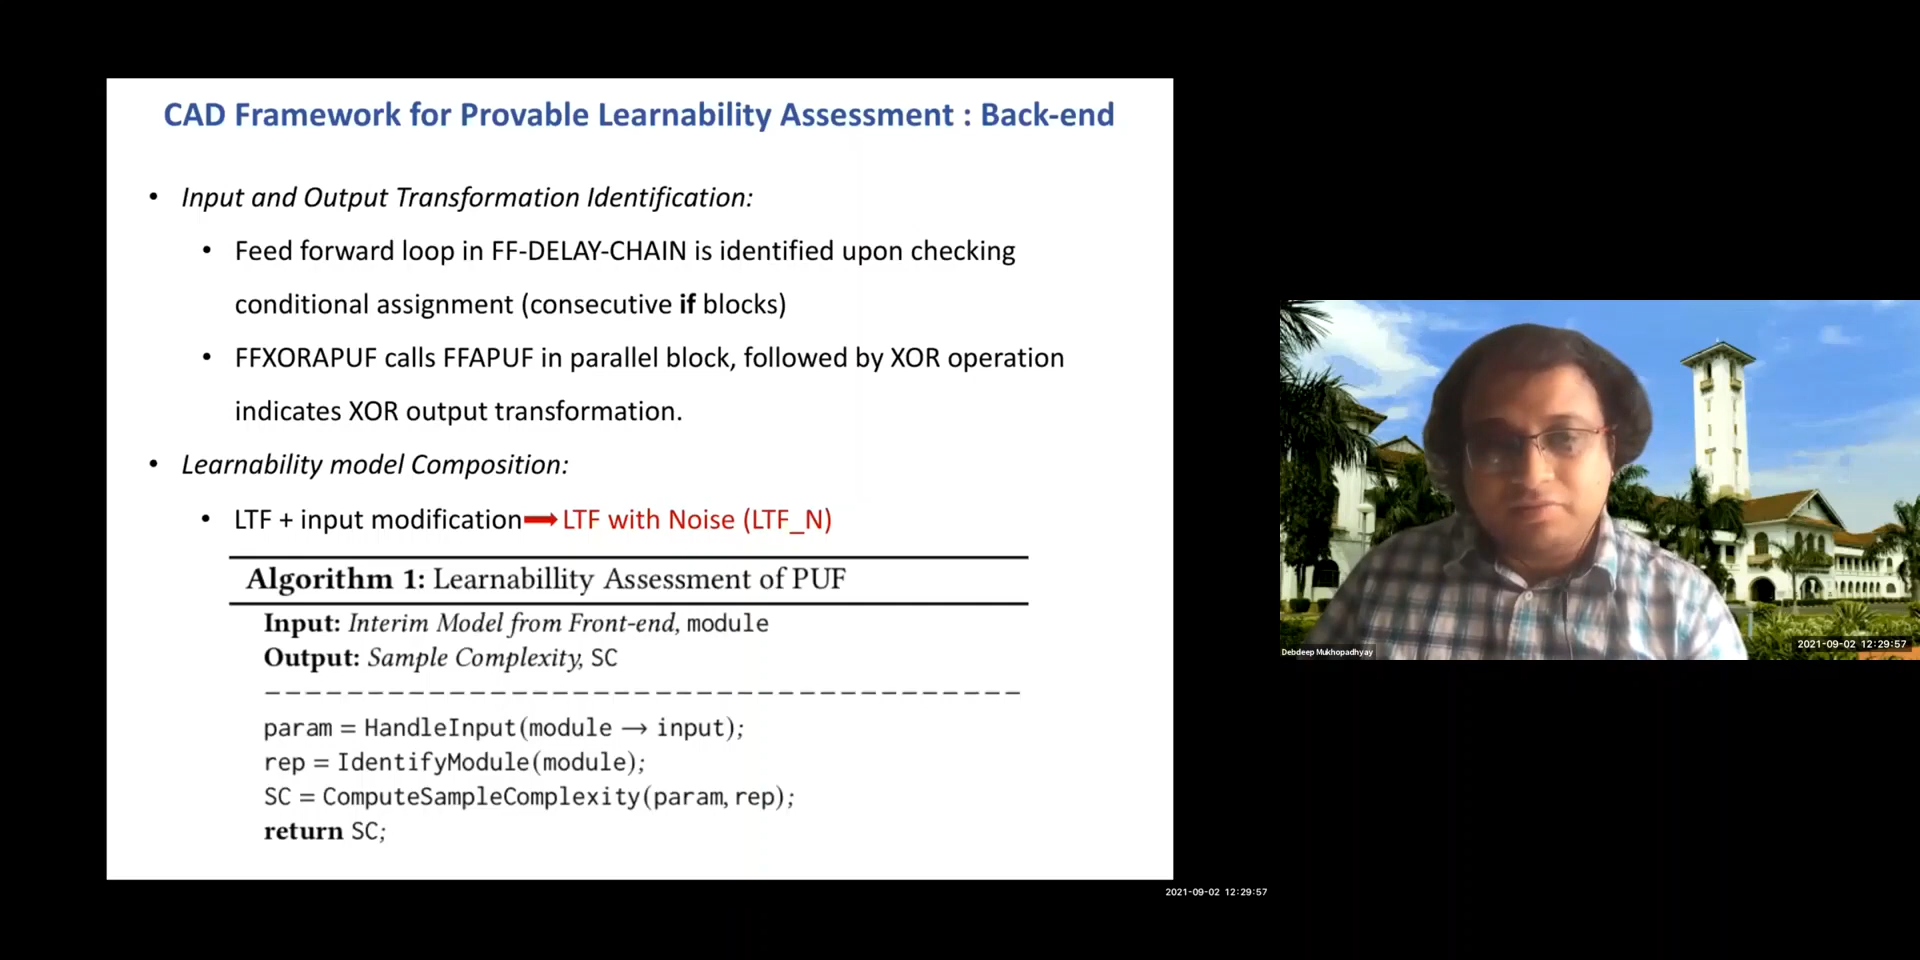 CAD Framework for Provable Learnability Assessment : Back-end
• Input and Output Transformation Identification:
• Feed forward loop in FF-DELAY-CHAIN is identified upon checking
conditional assignment (consecutive if blocks)
• FFXORAPUF calls FFAPUF in parallel block, followed by XOR operation
indicates XOR output transformation.
• Learnability model Composition:
• LTF + input modification➡LTF with Noise (LTF_N)
Algorithm 1: Learnabillity Assessment of PUF
Input: Interim Model from Front-end, module
Output: Sample Complexity, SC
param = HandleInput(module → input);
rep = IdentifyModule(module);
SC = ComputeSampleComplexity(param, rep);
return SC;
2021-09-02 12:29:57
Debdeep Mukhopadhyay
2021-09-02 12:29:57